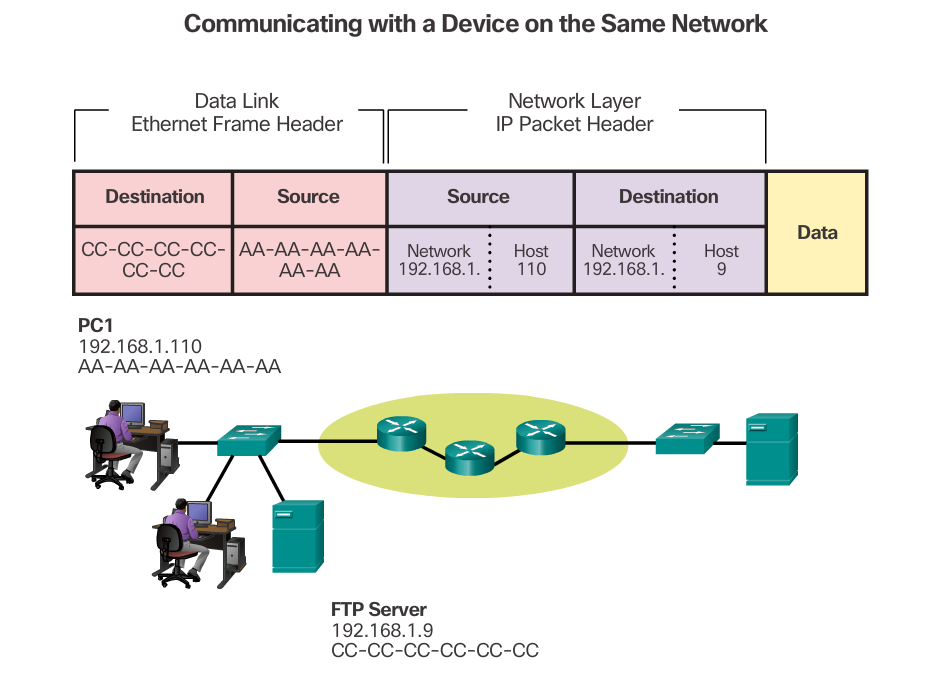 Communicating with a Device on the Same Network
Data Link
Ethernet Frame Header
Network Layer
IP Packet Header
Destination
Source
Source
Destination
Data
CC-CC-CC-CC-
CC-CC
AA-AA-AA-AA-
AA-AA
Network
192.168.1.
Host
110
Network
192.168.1.
Host
9
PC1
192.168.1.110
AA-AA-AA-AA-AA-AA
FTP Server
192.168.1.9
CC-CC-CC-CC-CC-CC